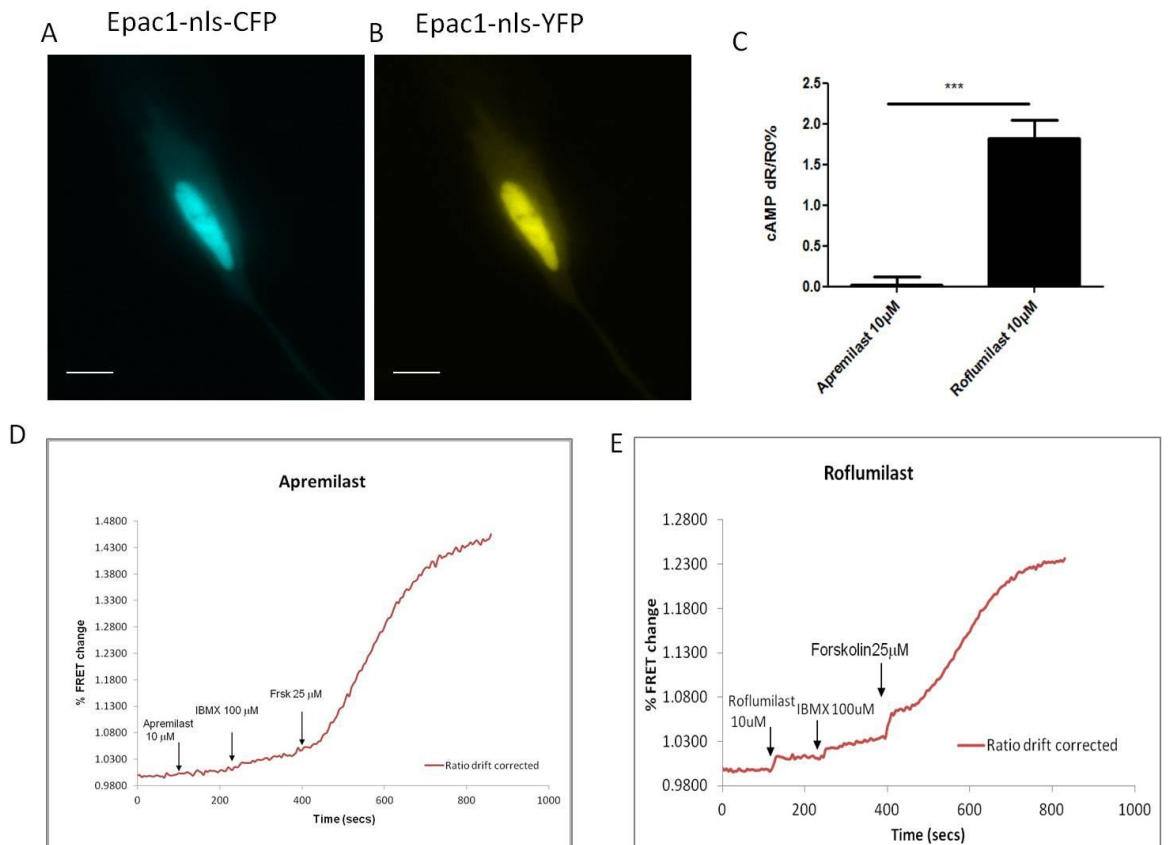 A
Epac1-nls-CFP
B
Epac1-nls-YFP
C
2.5
2.0
1.5
1.0
0.5
0.0
cAMP dR/R0%
***
Apremilast 10μM
Roflumilast 10μM
D
Apremilast
1.4800
1.4300
1.3800
1.3300
1.2800
1.2300
1.1800
1.1300
1.0800
1.0300
0.9800
% FRET change
Apremilast
10 μM
IBMX 100 μM
Frsk 25 μM
Ratio drift corrected
0 200 400 600 800 1000
Time (secs)
E
Roflumilast
1.2800
1.2300
1.1800
1.1300
1.0800
1.0300
0.9800
% FRET change
Roflumilast
10uM
IBMX 100uM
Forskolin25μM
Ratio drift corrected
0 200 400 600 800 1000
Time (secs)